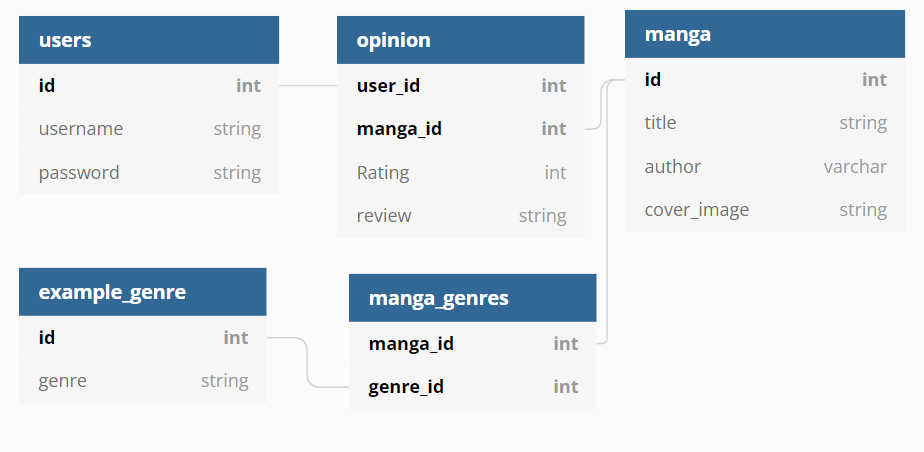 users
id int
username string
password string
opinion
user_id int
manga_id int
Rating int
review string
manga
id int
title string
author varchar
cover_image string
example_genre
id int
genre string
manga_genres
manga_id int
genre_id int